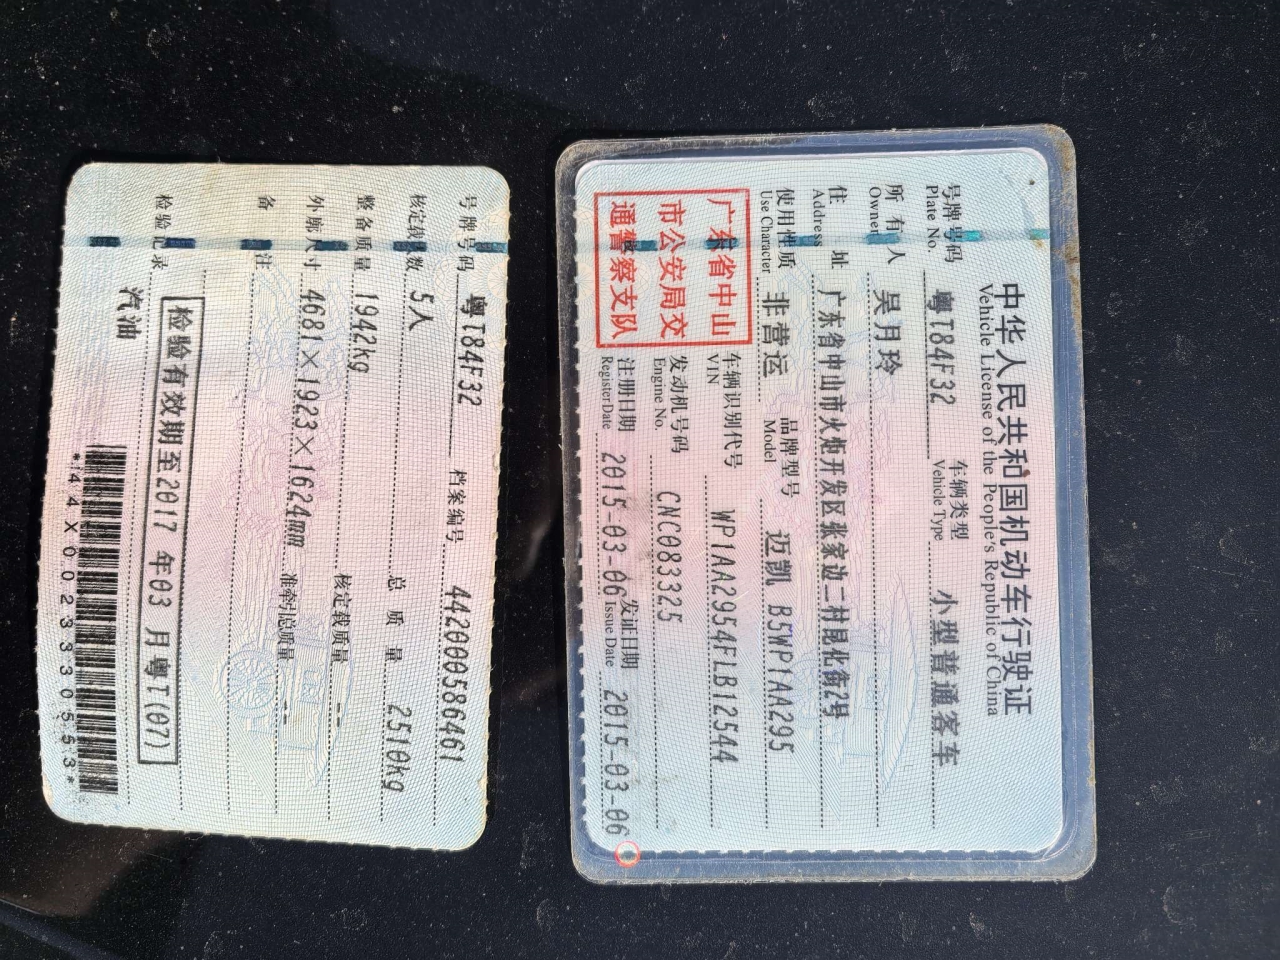 中华人民共和国机动车行驶证
Vehicle License of the People's Republic of China
号牌号码 粤T84F32 车辆类型 小型普通客车
Plate No. Vehicle Type
所有人 吴月玲
Owner
住址 广东省中山市火炬开发区张家边二村昆化街2号
Address
使用性质 非营运 品牌型号 迈凯 B5WP1AA295
Use Character Model
广东省中山
市公安局交
通警察支队
车辆识别代号 WP1AA2954FLB12544
VIN
发动机号码 CNC083325
Engine No.
注册日期 2015-03-06 发证日期 2015-03-06
Register Date Issue Date
号牌号码 粤T84F32 档案编号 442000586461
核定载人数 5人 总质量 2510kg
整备质量 1942kg 核定载质量 --
外廓尺寸 4681×1923×1624mm 准牵引总质量 --
备注
检验记录 检验有效期至2017 年03 月粤T(07)
汽油
*144X0023330553*